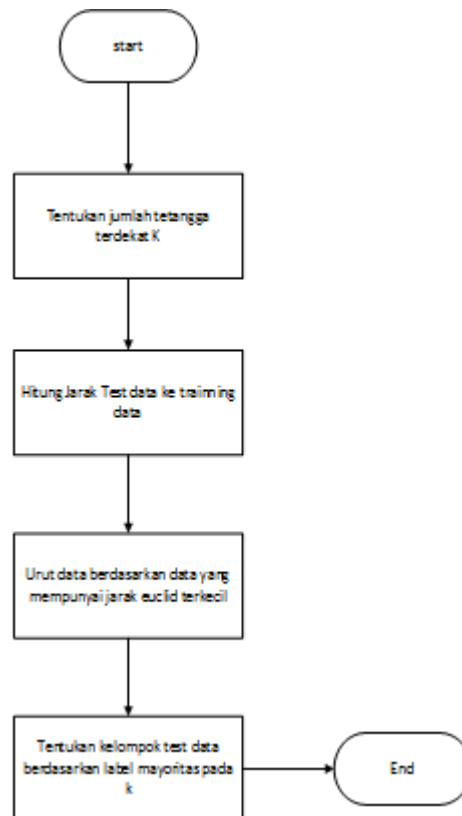 start
Tentukan jumlah tetangga
terdekat K
Hitung Jarak Test data ke trainning
data
Urut data berdasarkan data yang
mempunyai jarak euclid terkecil
Tentukan kelompok test data
berdasarkan label mayoritas pada
k
End